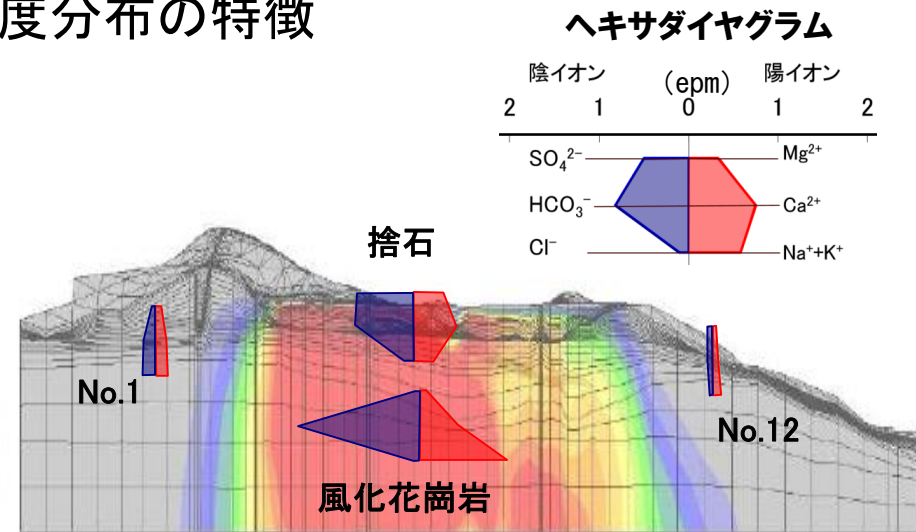 度分布の特徴
ヘキサダイヤグラム
陰イオン (epm) 陽イオン
2 1 0 1 2
SO₄²⁻ Mg²⁺
HCO₃⁻ Ca²⁺
Cl⁻ Na⁺+K⁺
捨石
No.1
No.12
風化花崗岩